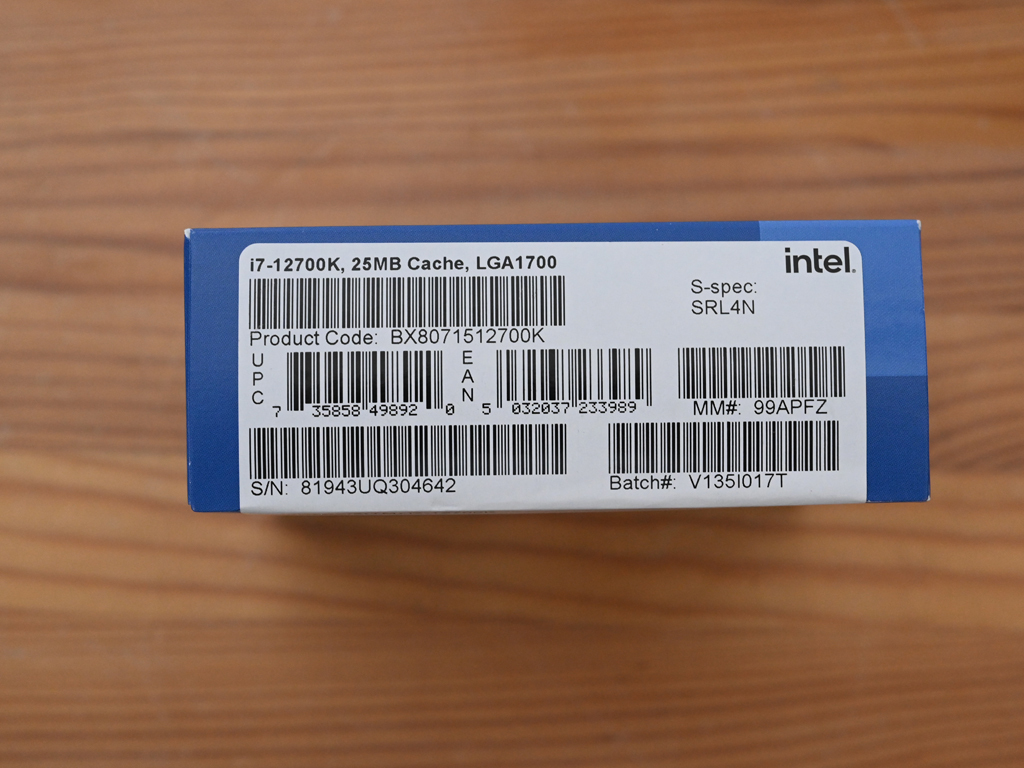 i7-12700K, 25MB Cache, LGA1700
intel.
S-spec:
SRL4N
Product Code: BX8071512700K
UPC
7 35858 49892 0
EAN
5 032037 233989
MM#: 99APFZ
S/N: 81943UQ304642
Batch#: V135I017T